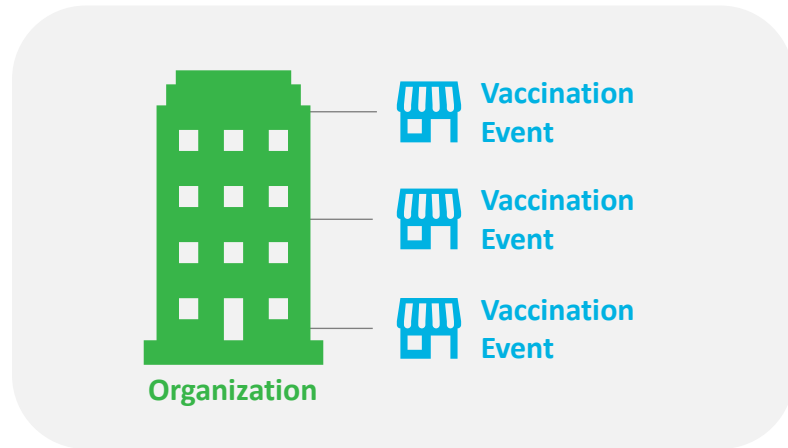 Vaccination
Event
Vaccination
Event
Vaccination
Event
Organization